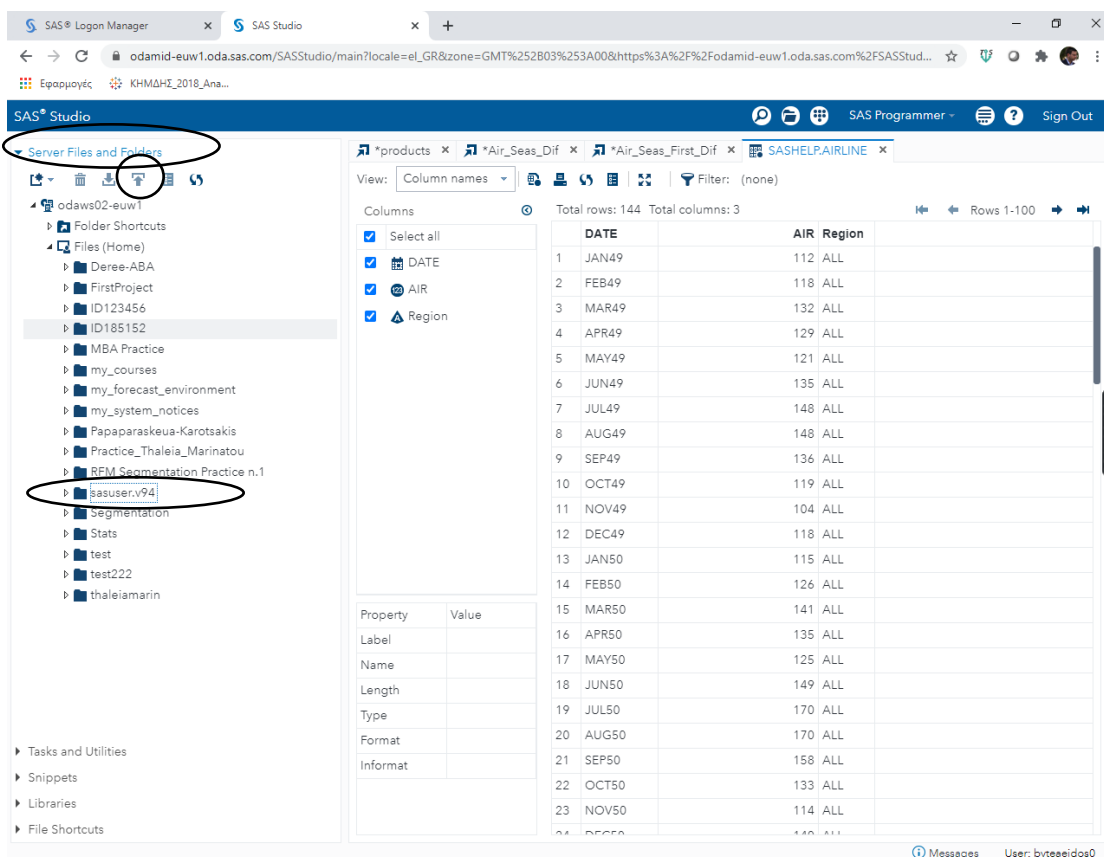 SAS® Logon Manager
SAS Studio
odamid-euw1.oda.sas.com/SASStudio/main?locale=el_GR&zone=GMT%252B03%253A00&https%3A%2F%2Fodamid-euw1.oda.sas.com%2FSASStud...
Εφαρμογές ΚΗΜΔΗΣ_2018_Ana...
SAS® Studio SAS Programmer Sign Out
Server Files and Folders
odaws02-euw1
Folder Shortcuts
Files (Home)
Deree-ABA
FirstProject
ID123456
ID185152
MBA Practice
my_courses
my_forecast_environment
my_system_notices
Papaparaskeua-Karotsakis
Practice_Thaleia_Marinatou
RFM Segmentation Practice n.1
sasuser.v94
Segmentation
Stats
test
test222
thaleiamarin
Tasks and Utilities
Snippets
Libraries
File Shortcuts
*products *Air_Seas_Dif *Air_Seas_First_Dif SASHELP.AIRLINE
View: Column names Filter: (none)
Columns
Select all
DATE
AIR
Region
Property Value
Label
Name
Length
Type
Format
Informat
Total rows: 144 Total columns: 3 Rows 1-100
DATE AIR Region
1 JAN49 112 ALL
2 FEB49 118 ALL
3 MAR49 132 ALL
4 APR49 129 ALL
5 MAY49 121 ALL
6 JUN49 135 ALL
7 JUL49 148 ALL
8 AUG49 148 ALL
9 SEP49 136 ALL
10 OCT49 119 ALL
11 NOV49 104 ALL
12 DEC49 118 ALL
13 JAN50 115 ALL
14 FEB50 126 ALL
15 MAR50 141 ALL
16 APR50 135 ALL
17 MAY50 125 ALL
18 JUN50 149 ALL
19 JUL50 170 ALL
20 AUG50 170 ALL
21 SEP50 158 ALL
22 OCT50 133 ALL
23 NOV50 114 ALL
24 DEC50 140 ALL
Messages User: byteaeidos0